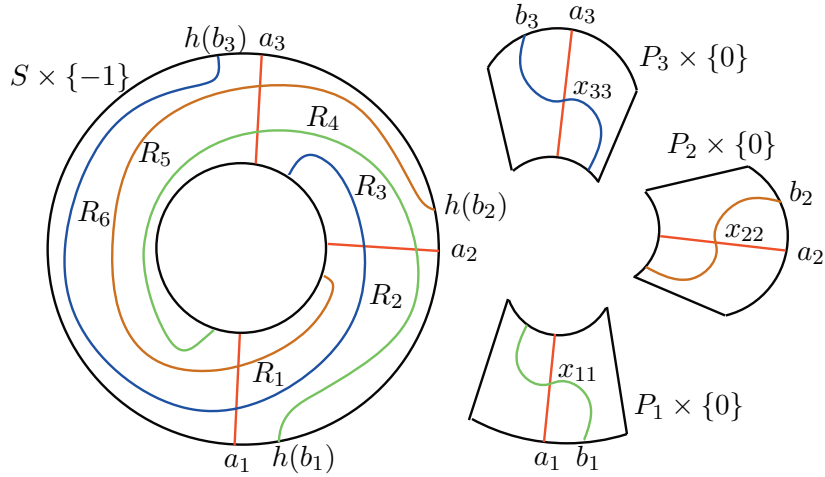 h(b₃) a₃
S × {−1}
R₄
R₅
R₃
R₆
h(b₂)
a₂
R₂
R₁
a₁ h(b₁)
b₃ a₃
P₃ × {0}
x₃₃
P₂ × {0}
b₂
x₂₂
a₂
x₁₁
P₁ × {0}
a₁ b₁